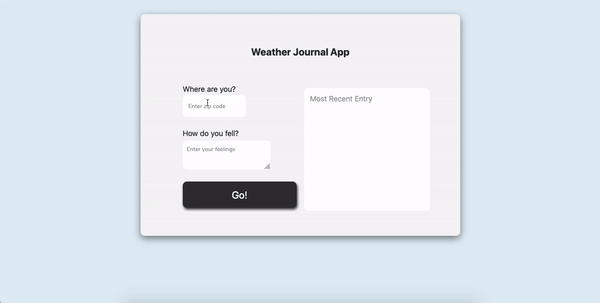 Weather Journal App
Where are you?
Enter zip code
How do you fell?
Enter your feelings
Go!
Most Recent Entry